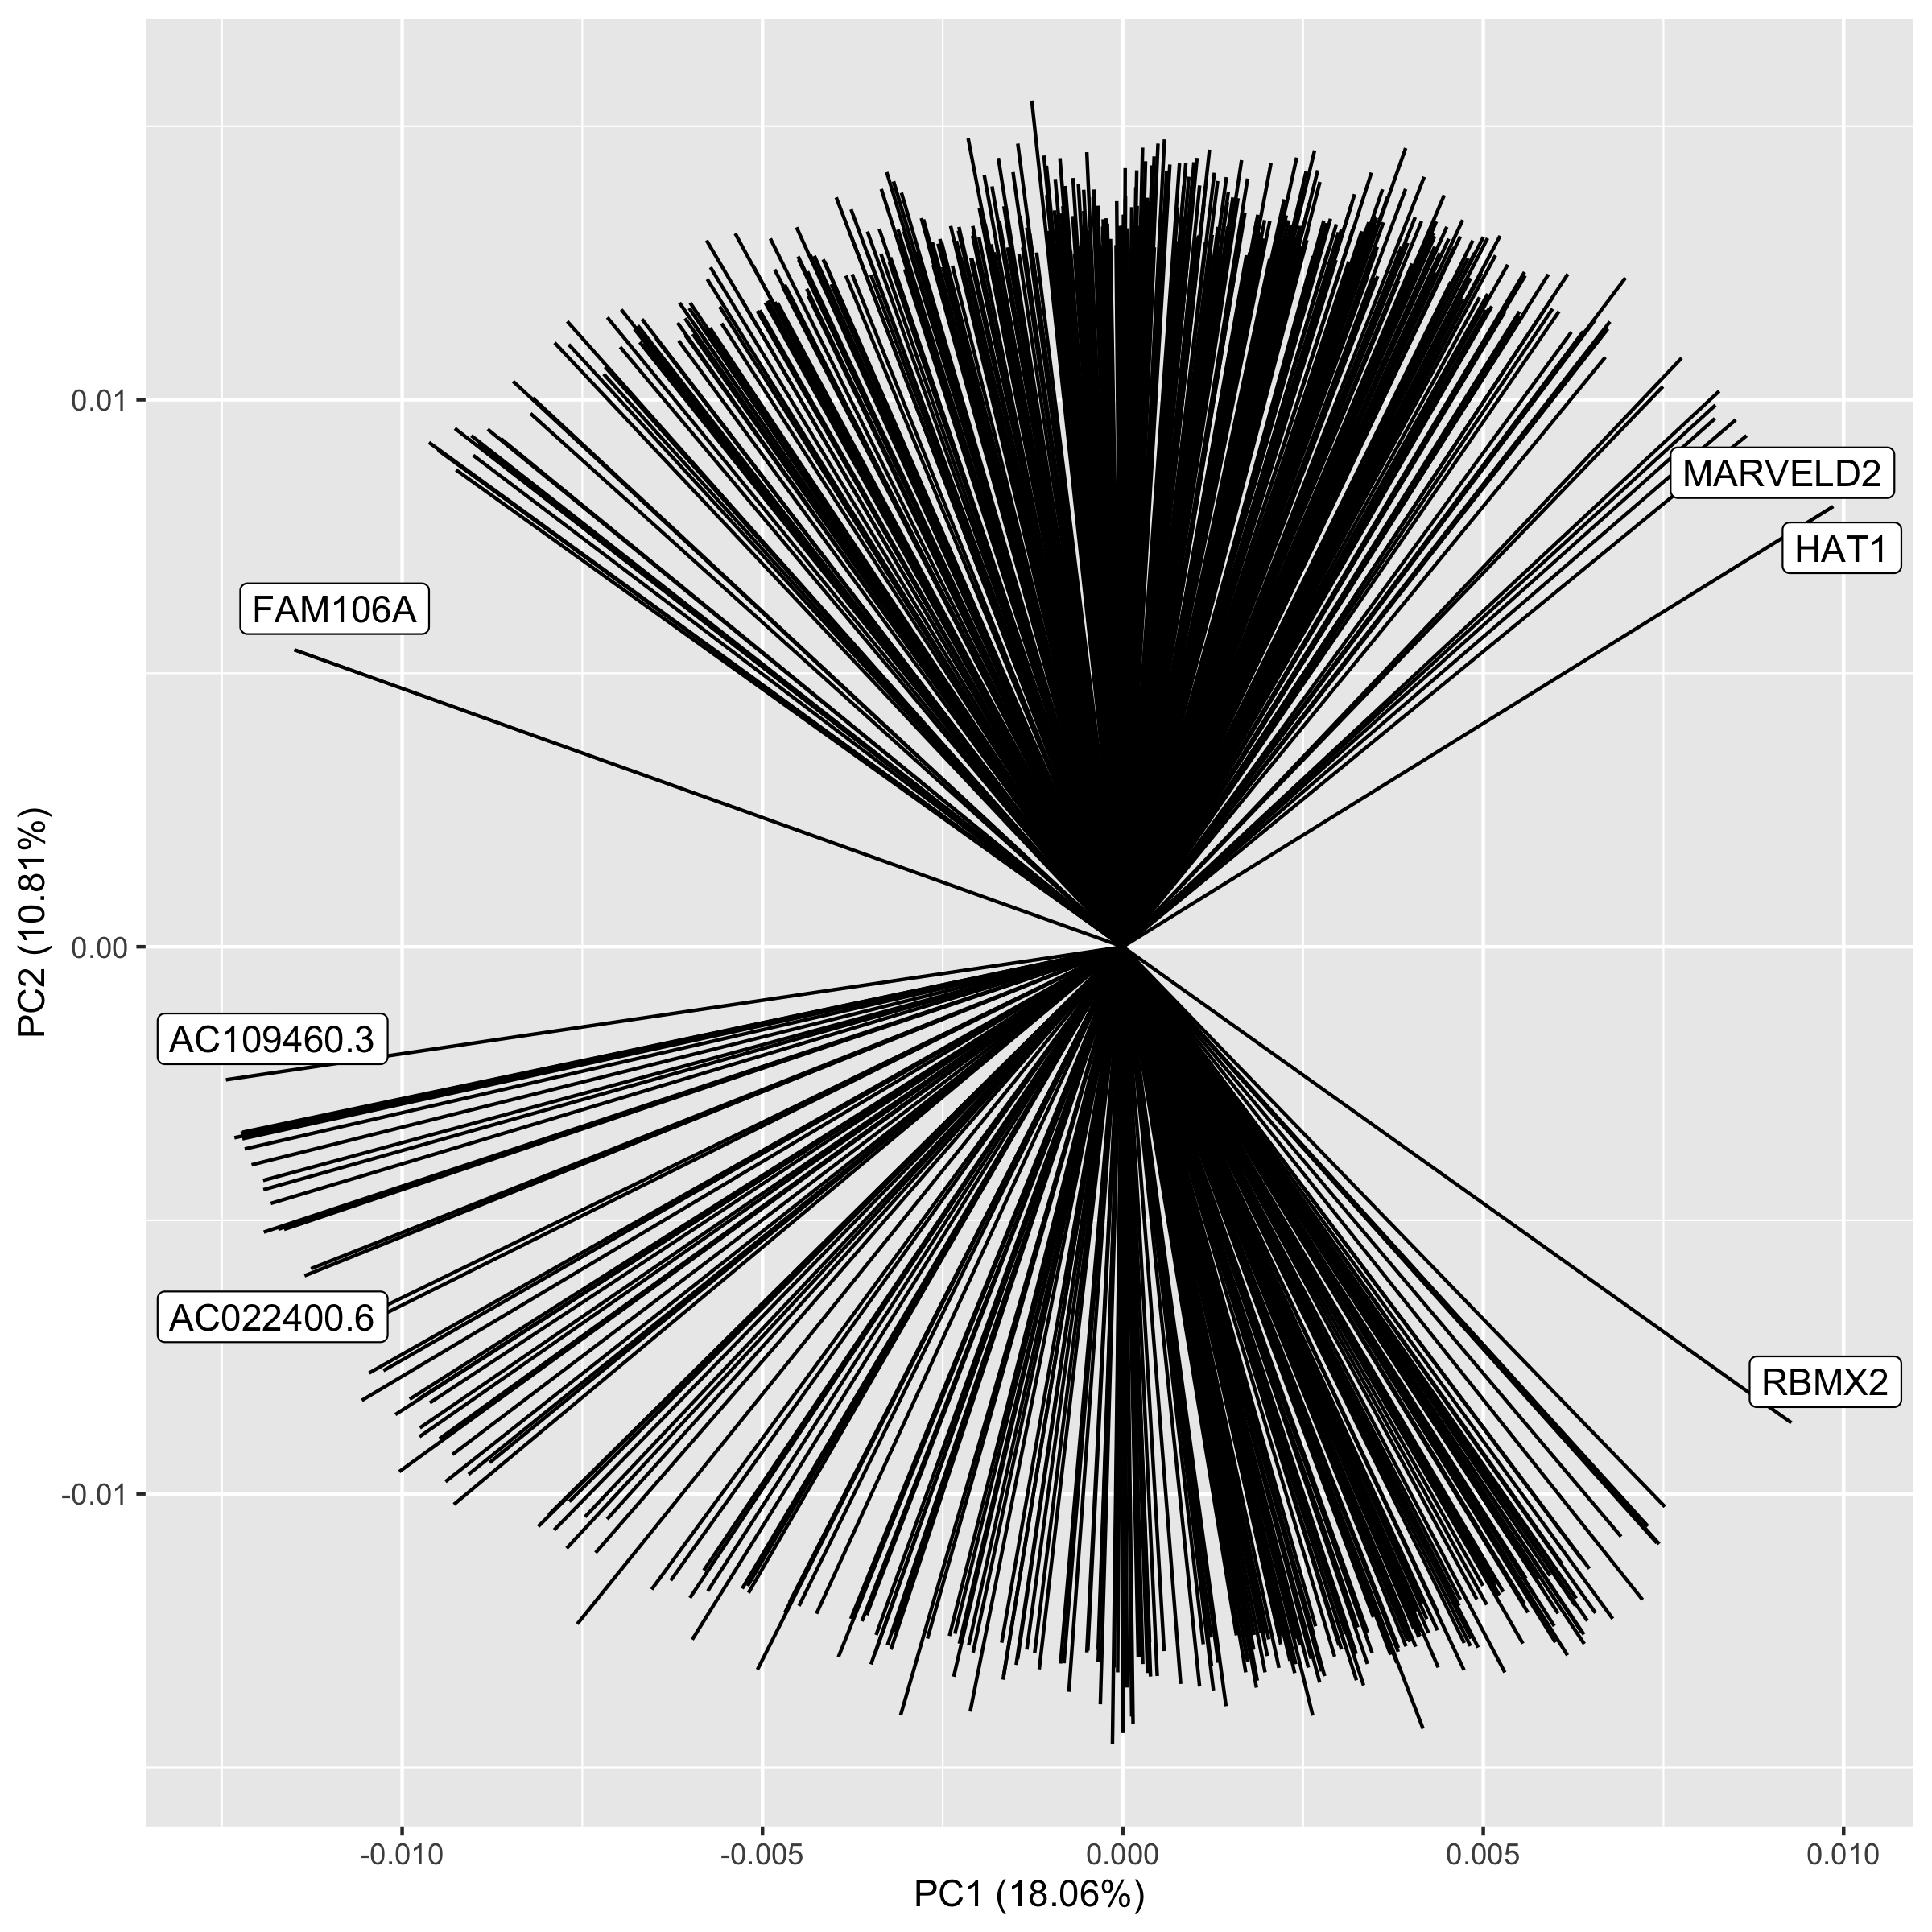 0.01
0.00
-0.01
PC2 (10.81%)
MARVELD2
HAT1
FAM106A
AC109460.3
AC022400.6
RBMX2
-0.010
-0.005
0.000
0.005
0.010
PC1 (18.06%)